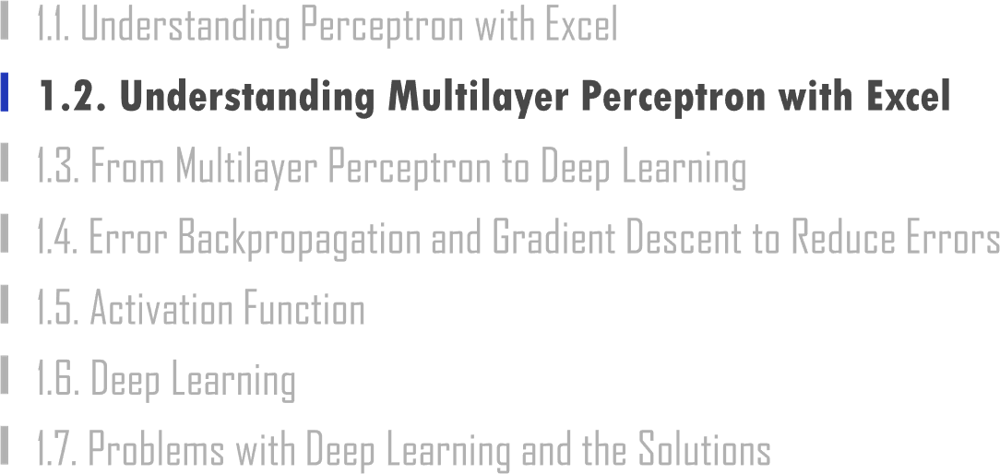 1.1. Understanding Perceptron with Excel
1.2. Understanding Multilayer Perceptron with Excel
1.3. From Multilayer Perceptron to Deep Learning
1.4. Error Backpropagation and Gradient Descent to Reduce Errors
1.5. Activation Function
1.6. Deep Learning
1.7. Problems with Deep Learning and the Solutions